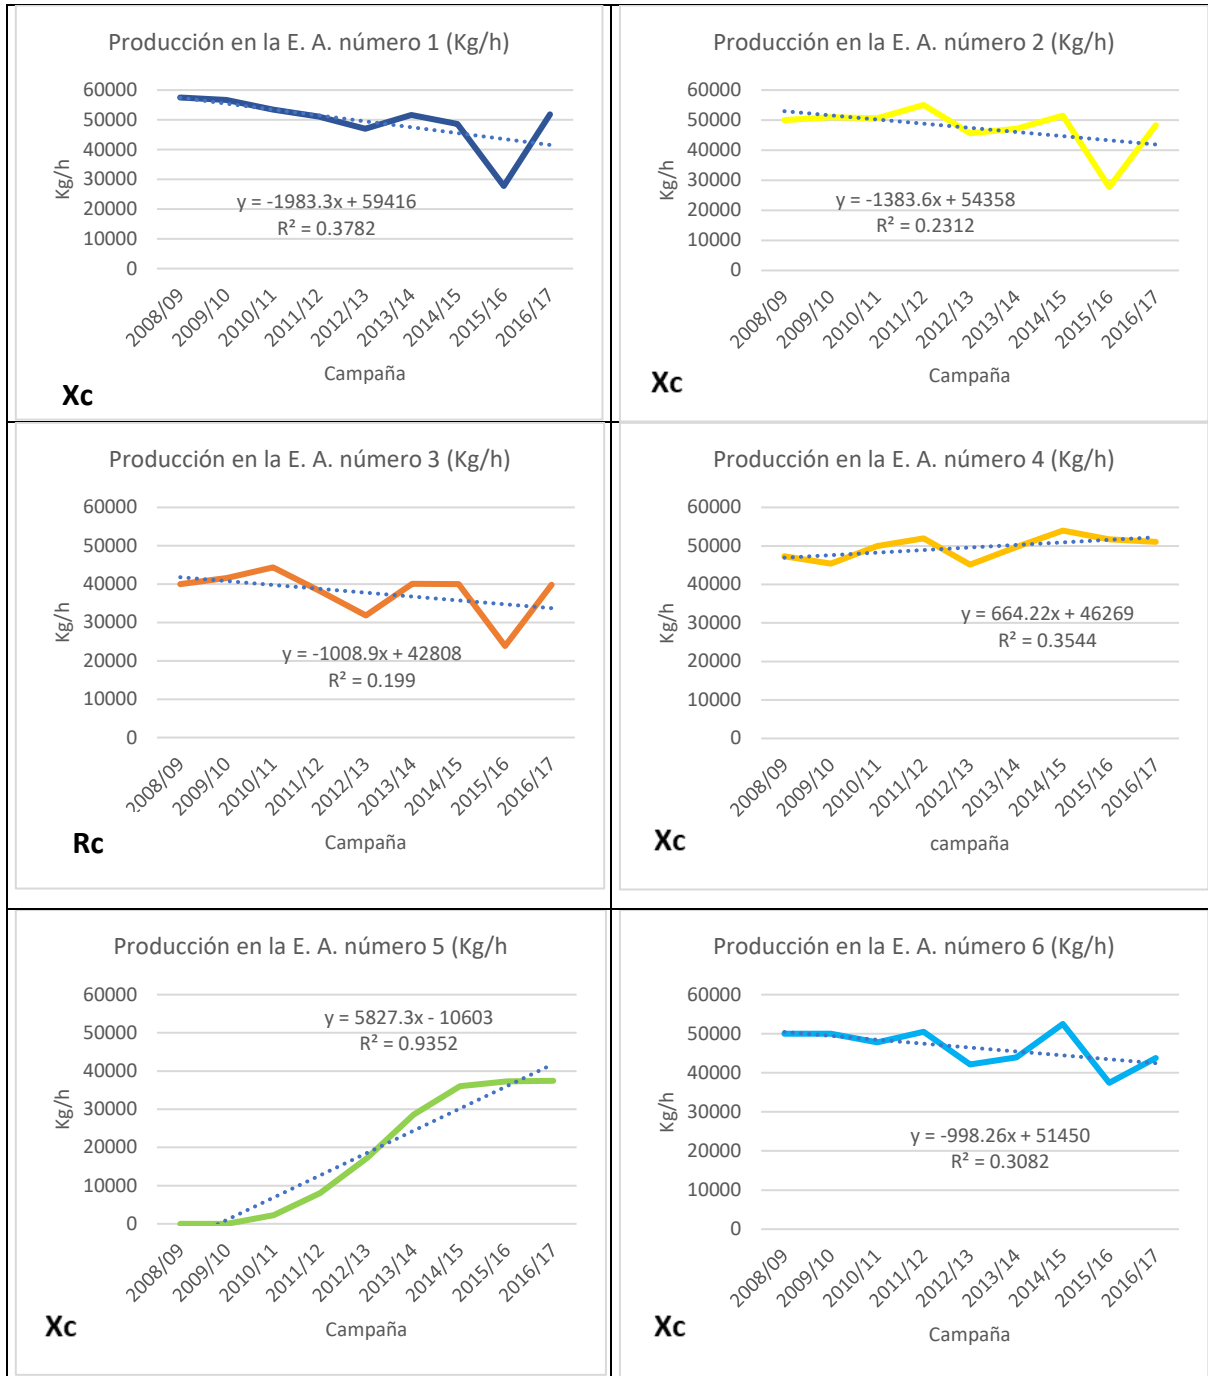 Producción en la E. A. número 1 (Kg/h)
60000
50000
40000
30000
20000
10000
0
Kg/h
y = -1983.3x + 59416
R² = 0.3782
2008/09
2009/10
2010/11
2011/12
2012/13
2013/14
2014/15
2015/16
2016/17
Campaña
Xc
Producción en la E. A. número 2 (Kg/h)
60000
50000
40000
30000
20000
10000
0
Kg/h
y = -1383.6x + 54358
R² = 0.2312
2008/09
2009/10
2010/11
2011/12
2012/13
2013/14
2014/15
2015/16
2016/17
Campaña
Xc
Producción en la E. A. número 3 (Kg/h)
60000
50000
40000
30000
20000
10000
0
Kg/h
y = -1008.9x + 42808
R² = 0.199
2008/09
2009/10
2010/11
2011/12
2012/13
2013/14
2014/15
2015/16
2016/17
Campaña
Rc
Producción en la E. A. número 4 (Kg/h)
60000
50000
40000
30000
20000
10000
0
Kg/h
y = 664.22x + 46269
R² = 0.3544
2008/09
2009/10
2010/11
2011/12
2012/13
2013/14
2014/15
2015/16
2016/17
campaña
Xc
Producción en la E. A. número 5 (Kg/h
60000
50000
40000
30000
20000
10000
0
Kg/h
y = 5827.3x - 10603
R² = 0.9352
2008/09
2009/10
2010/11
2011/12
2012/13
2013/14
2014/15
2015/16
2016/17
Campaña
Xc
Producción en la E. A. número 6 (Kg/h)
60000
50000
40000
30000
20000
10000
0
Kg/h
y = -998.26x + 51450
R² = 0.3082
2008/09
2009/10
2010/11
2011/12
2012/13
2013/14
2014/15
2015/16
2016/17
Campaña
Xc